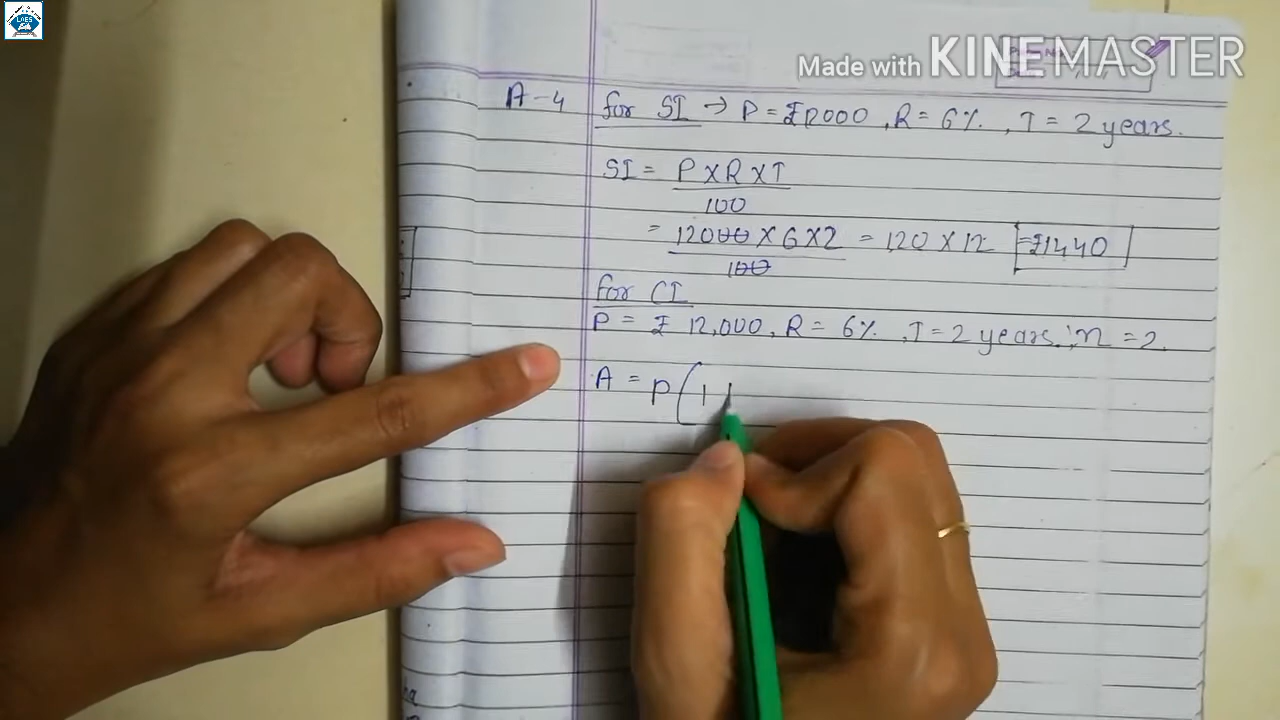 LAES
Made with KINEMASTER
A-4 for SI → P = ₹12000, R = 6%, T = 2 years.
SI = P×R×T
100
= 12000 × 6 × 2 = 120 × 12 = ₹1440
100
for CI
P = ₹ 12,000, R = 6%, T = 2 years; n = 2
A = P(1